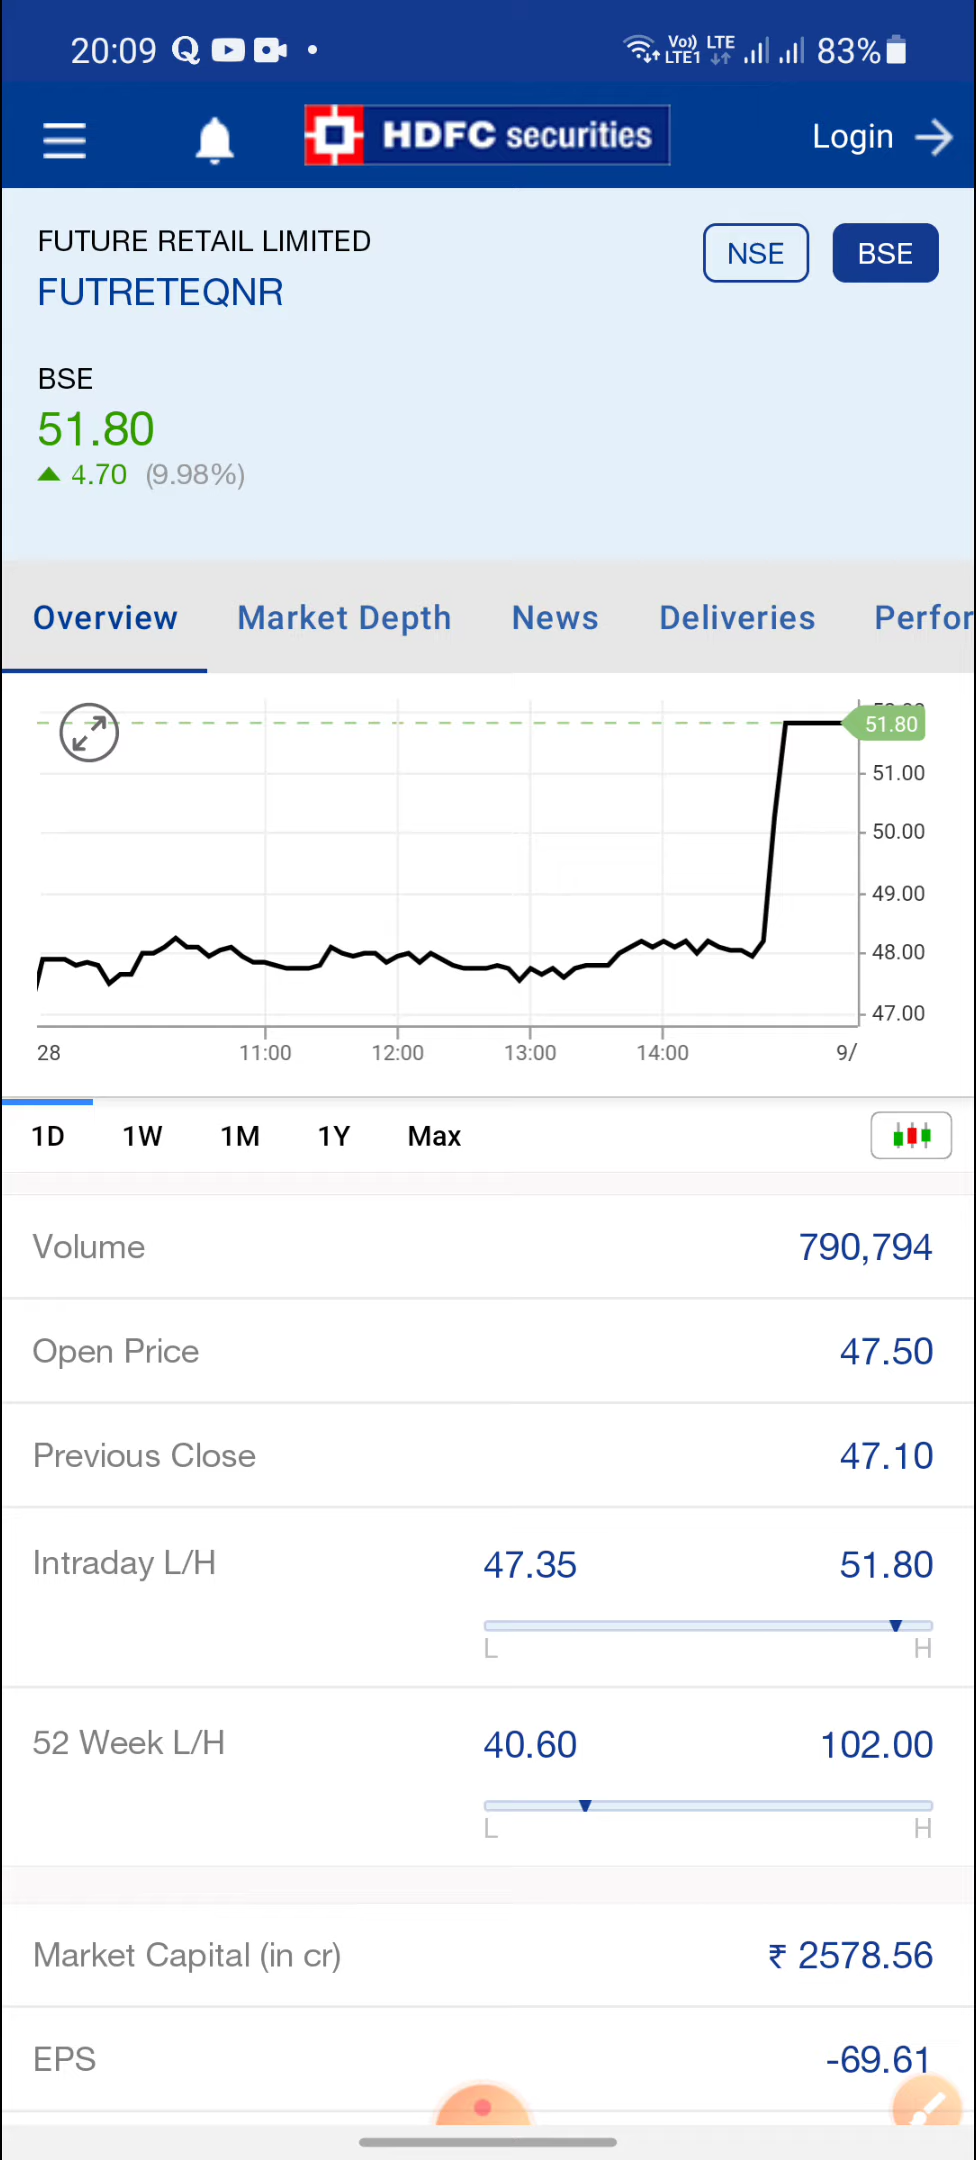 20:09 Vo)) LTE1 LTE 83%
HDFC securities Login
FUTURE RETAIL LIMITED
NSE BSE
FUTRETEQNR
BSE
51.80
4.70 (9.98%)
Overview Market Depth News Deliveries Perfor
51.80
51.00
50.00
49.00
48.00
47.00
28 11:00 12:00 13:00 14:00 9/
1D 1W 1M 1Y Max
Volume 790,794
Open Price 47.50
Previous Close 47.10
Intraday L/H 47.35 51.80
L H
52 Week L/H 40.60 102.00
L H
Market Capital (in cr) ₹ 2578.56
EPS -69.61